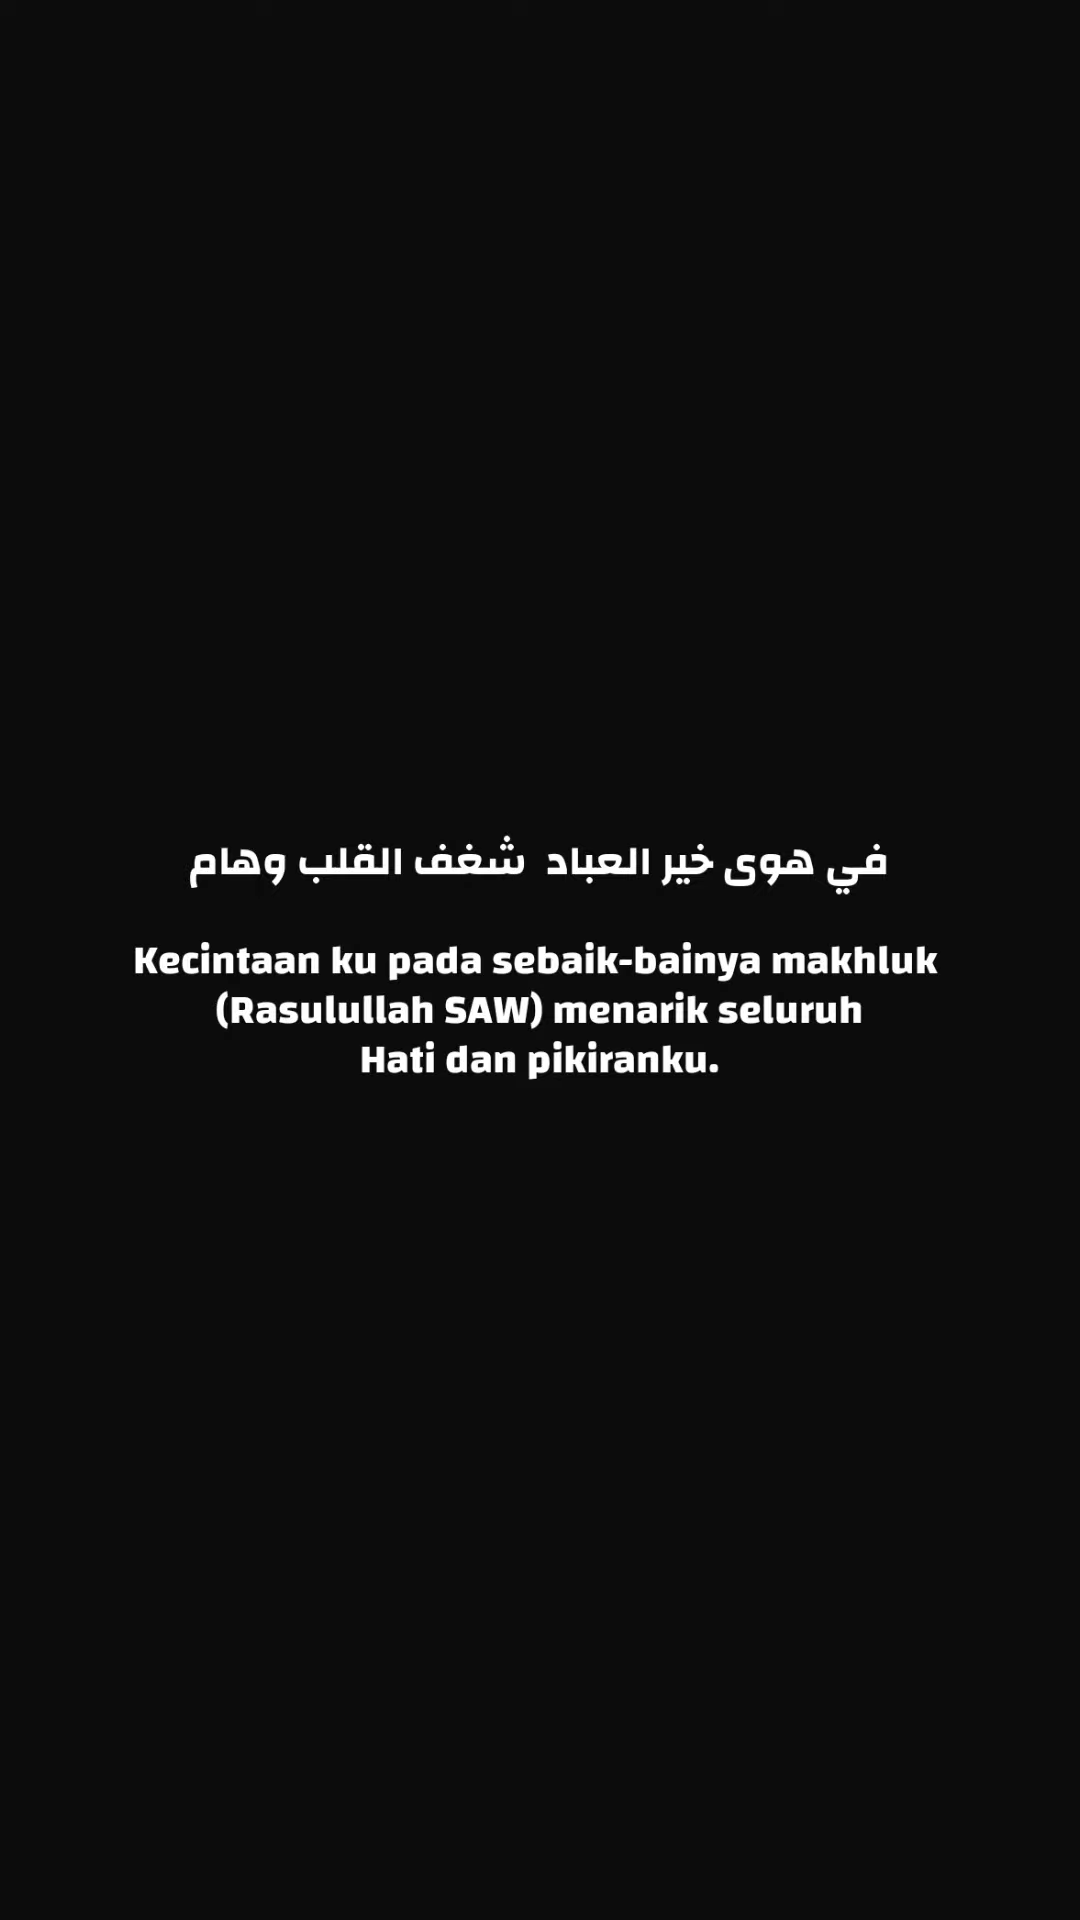 في هوى خير العباد  شغف القلب وهام
Kecintaan ku pada sebaik-bainya makhluk
(Rasulullah SAW) menarik seluruh
Hati dan pikiranku.